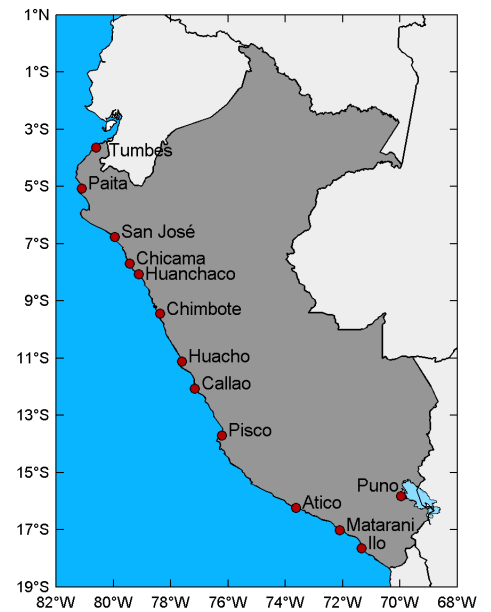 1°N
1°S
3°S
Tumbes
5°S
Paita
7°S
San José
Chicama
Huanchaco
9°S
Chimbote
11°S
Huacho
Callao
13°S
Pisco
15°S
Puno
Atico
17°S
Matarani
Ilo
19°S
82°W 80°W 78°W 76°W 74°W 72°W 70°W 68°W